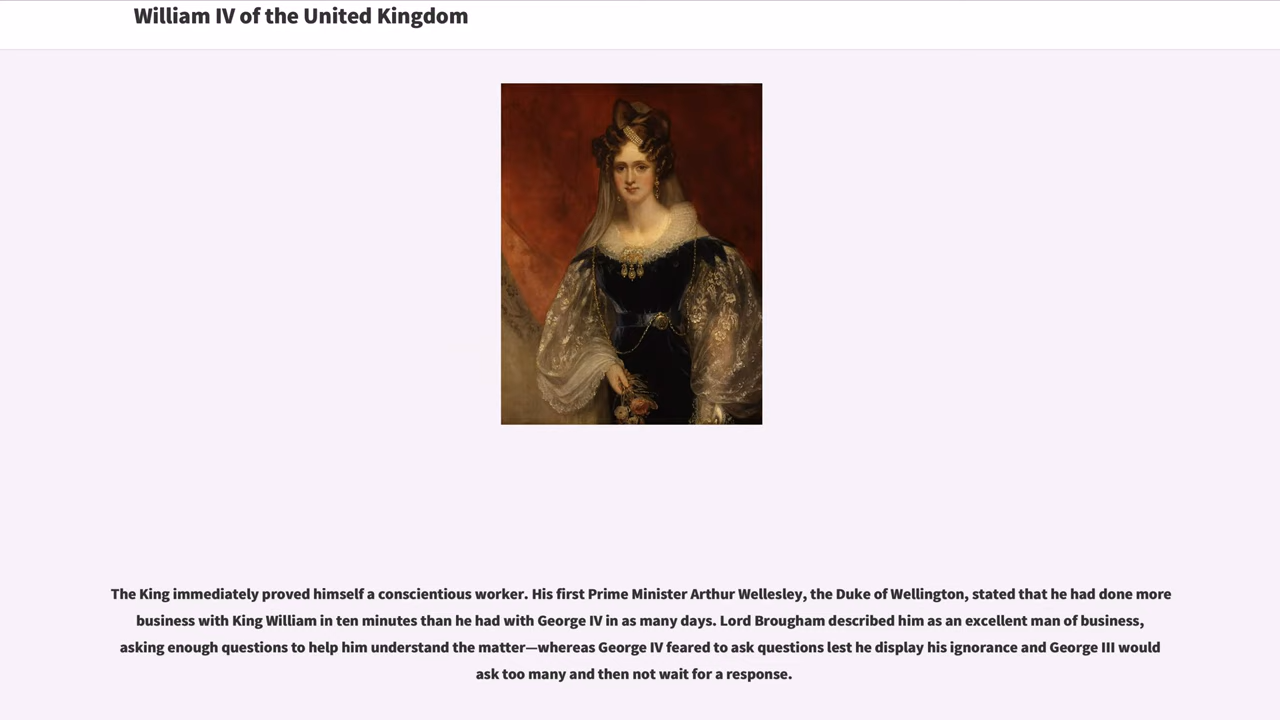 William IV of the United Kingdom
The King immediately proved himself a conscientious worker. His first Prime Minister Arthur Wellesley, the Duke of Wellington, stated that he had done more
business with King William in ten minutes than he had with George IV in as many days. Lord Brougham described him as an excellent man of business,
asking enough questions to help him understand the matter—whereas George IV feared to ask questions lest he display his ignorance and George III would
ask too many and then not wait for a response.